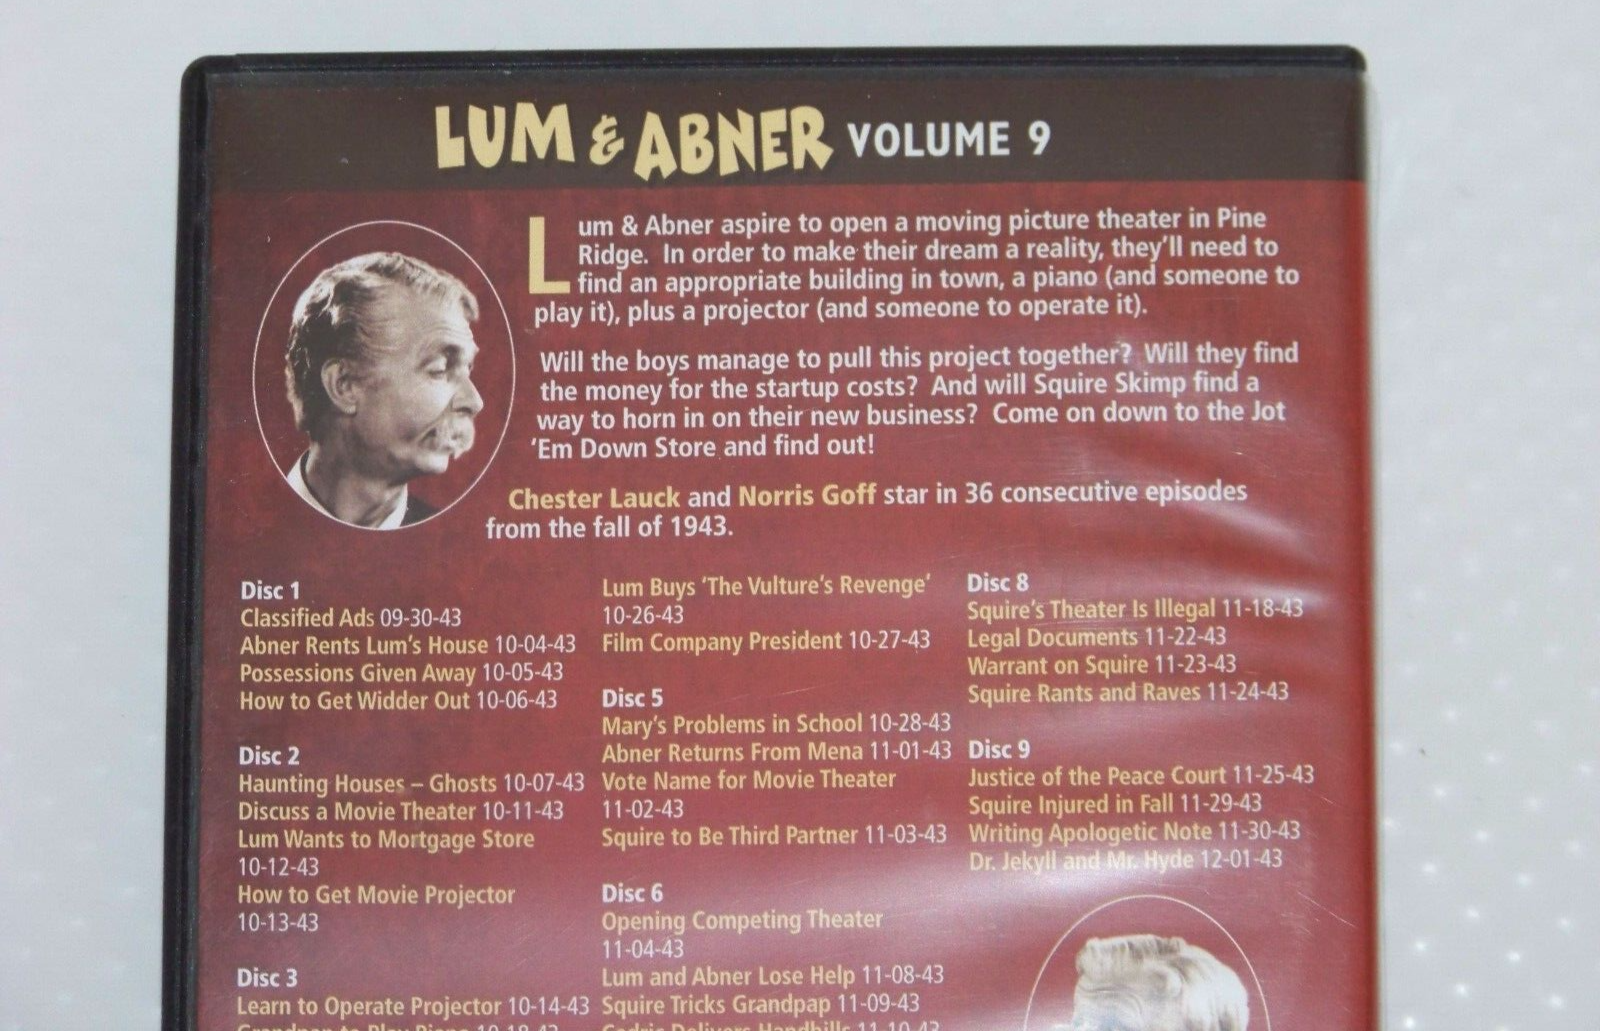 LUM & ABNER VOLUME 9
Lum & Abner aspire to open a moving picture theater in Pine
Ridge. In order to make their dream a reality, they'll need to
find an appropriate building in town, a piano (and someone to
play it), plus a projector (and someone to operate it).
Will the boys manage to pull this project together? Will they find
the money for the startup costs? And will Squire Skimp find a
way to horn in on their new business? Come on down to the Jot
'Em Down Store and find out!
Chester Lauck and Norris Goff star in 36 consecutive episodes
from the fall of 1943.
Disc 1
Classified Ads 09-30-43
Abner Rents Lum's House 10-04-43
Possessions Given Away 10-05-43
How to Get Widder Out 10-06-43
Disc 2
Haunting Houses – Ghosts 10-07-43
Discuss a Movie Theater 10-11-43
Lum Wants to Mortgage Store
10-12-43
How to Get Movie Projector
10-13-43
Disc 3
Learn to Operate Projector 10-14-43
Grandpap to Play Piano 10-18-43
Lum Buys 'The Vulture's Revenge'
10-26-43
Film Company President 10-27-43
Disc 5
Mary's Problems in School 10-28-43
Abner Returns From Mena 11-01-43
Vote Name for Movie Theater
11-02-43
Squire to Be Third Partner 11-03-43
Disc 6
Opening Competing Theater
11-04-43
Lum and Abner Lose Help 11-08-43
Squire Tricks Grandpap 11-09-43
Cedric Delivers Handbills 11-10-43
Disc 8
Squire's Theater Is Illegal 11-18-43
Legal Documents 11-22-43
Warrant on Squire 11-23-43
Squire Rants and Raves 11-24-43
Disc 9
Justice of the Peace Court 11-25-43
Squire Injured in Fall 11-29-43
Writing Apologetic Note 11-30-43
Dr. Jekyll and Mr. Hyde 12-01-43